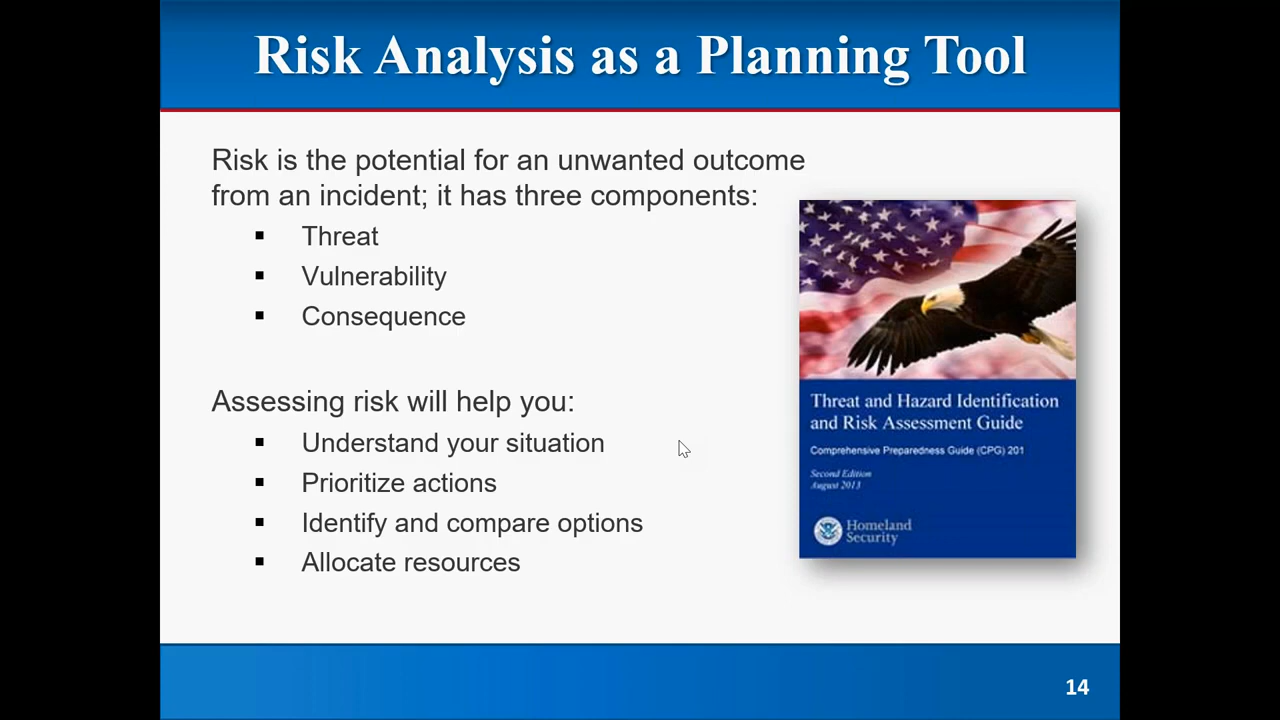 Risk Analysis as a Planning Tool
Risk is the potential for an unwanted outcome
from an incident; it has three components:
▪ Threat
▪ Vulnerability
▪ Consequence
Assessing risk will help you:
▪ Understand your situation
▪ Prioritize actions
▪ Identify and compare options
▪ Allocate resources
Threat and Hazard Identification
and Risk Assessment Guide
Comprehensive Preparedness Guide (CPG) 201
Second Edition
August 2013
Homeland
Security
14